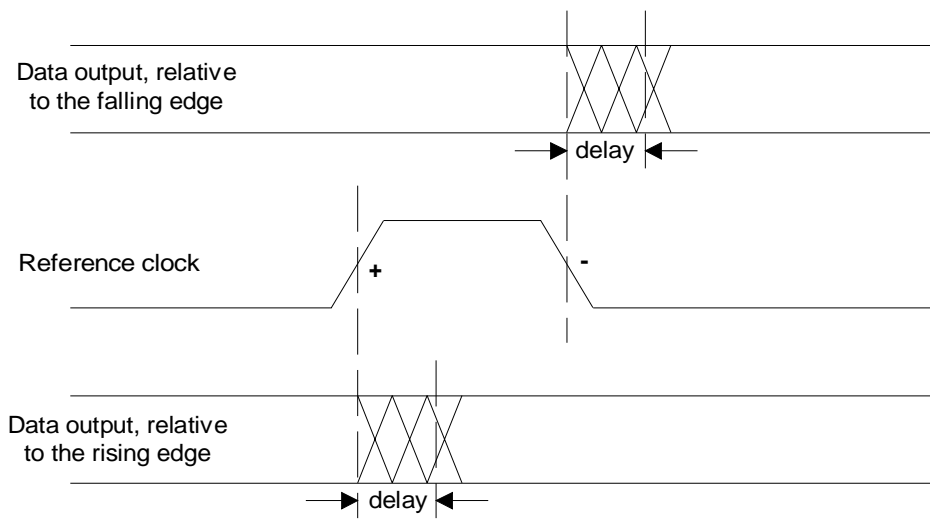 Data output, relative
to the falling edge
delay
Reference clock
+
-
Data output, relative
to the rising edge
delay